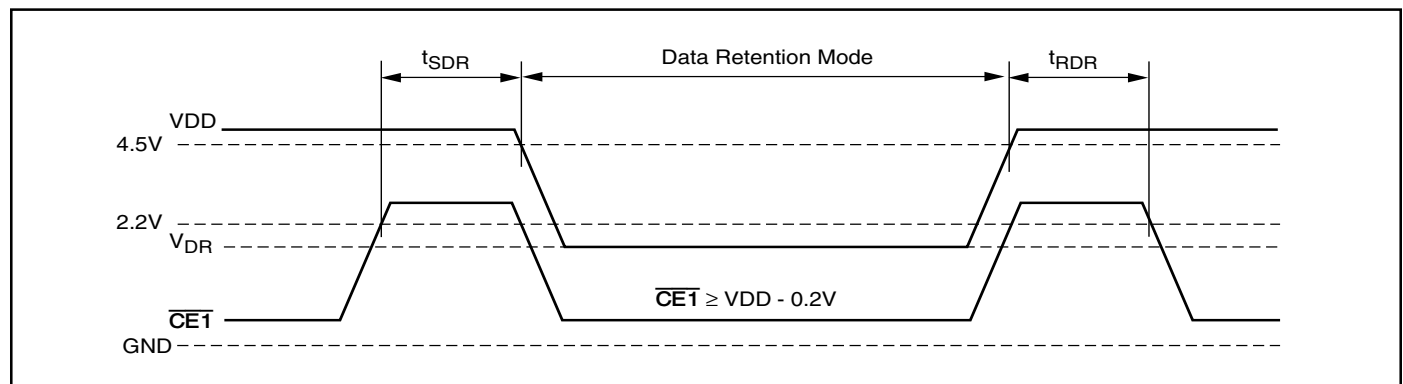 tSDR Data Retention Mode tRDR
VDD
4.5V
2.2V
VDR
CE1 ≥ VDD - 0.2V
CE1
GND